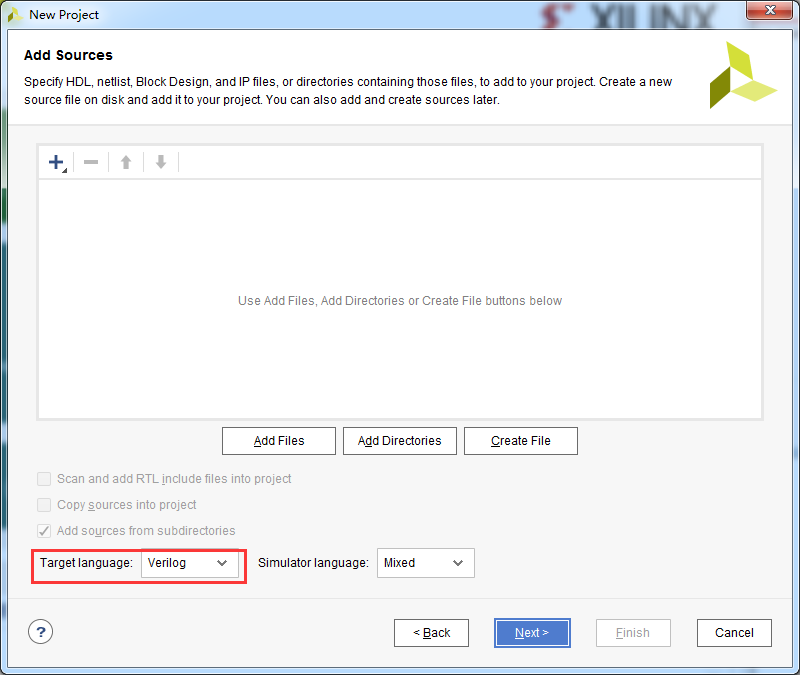 New Project
XILINX
Add Sources
Specify HDL, netlist, Block Design, and IP files, or directories containing those files, to add to your project. Create a new
source file on disk and add it to your project. You can also add and create sources later.
Use Add Files, Add Directories or Create File buttons below
Add Files
Add Directories
Create File
Scan and add RTL include files into project
Copy sources into project
Add sources from subdirectories
Target language: Verilog
Simulator language: Mixed
?
< Back
Next >
Finish
Cancel